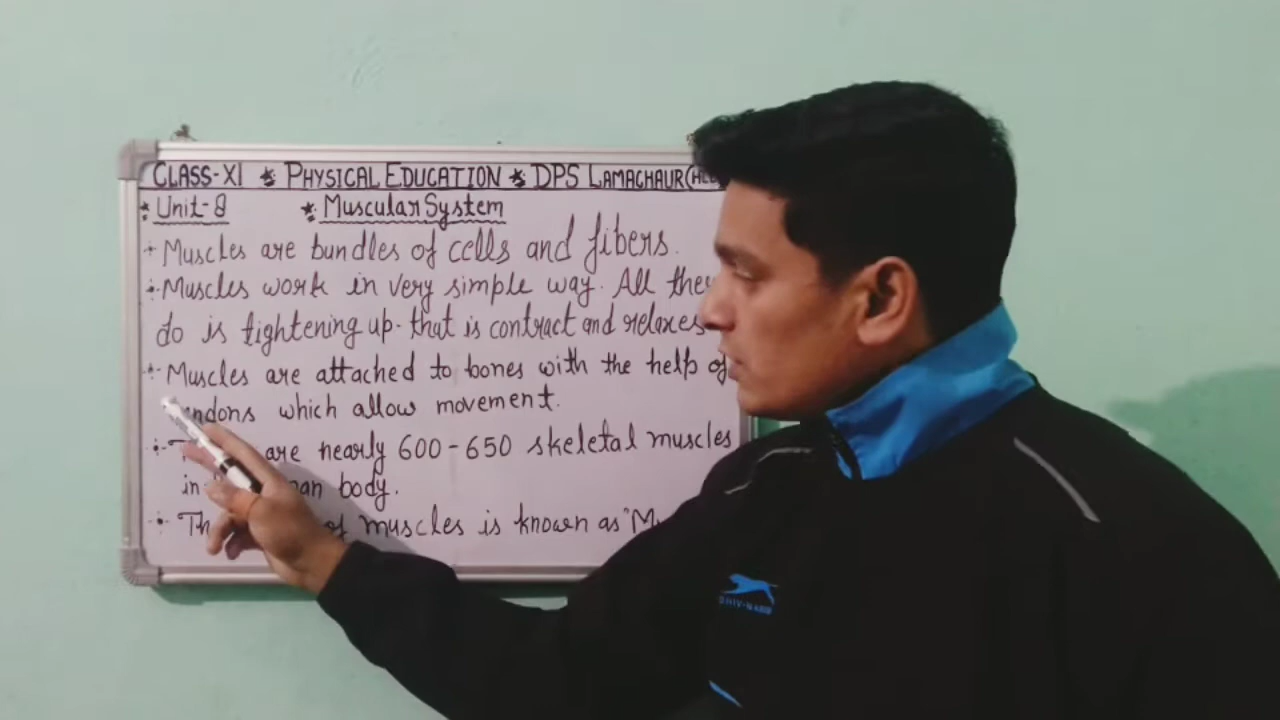 CLASS-XI * PHYSICAL EDUCATION * DPS LAMACHAUR
* Unit-8 * Muscular System
Muscles are bundles of cells and fibers.
Muscles work in very simple way. All they
do is tightening up. that is contract and relaxes
Muscles are attached to bones with the help of
which allow movement.
are nearly 600-650 skeletal muscles
in body.
of muscles is known as "M
SHIV-NARESH